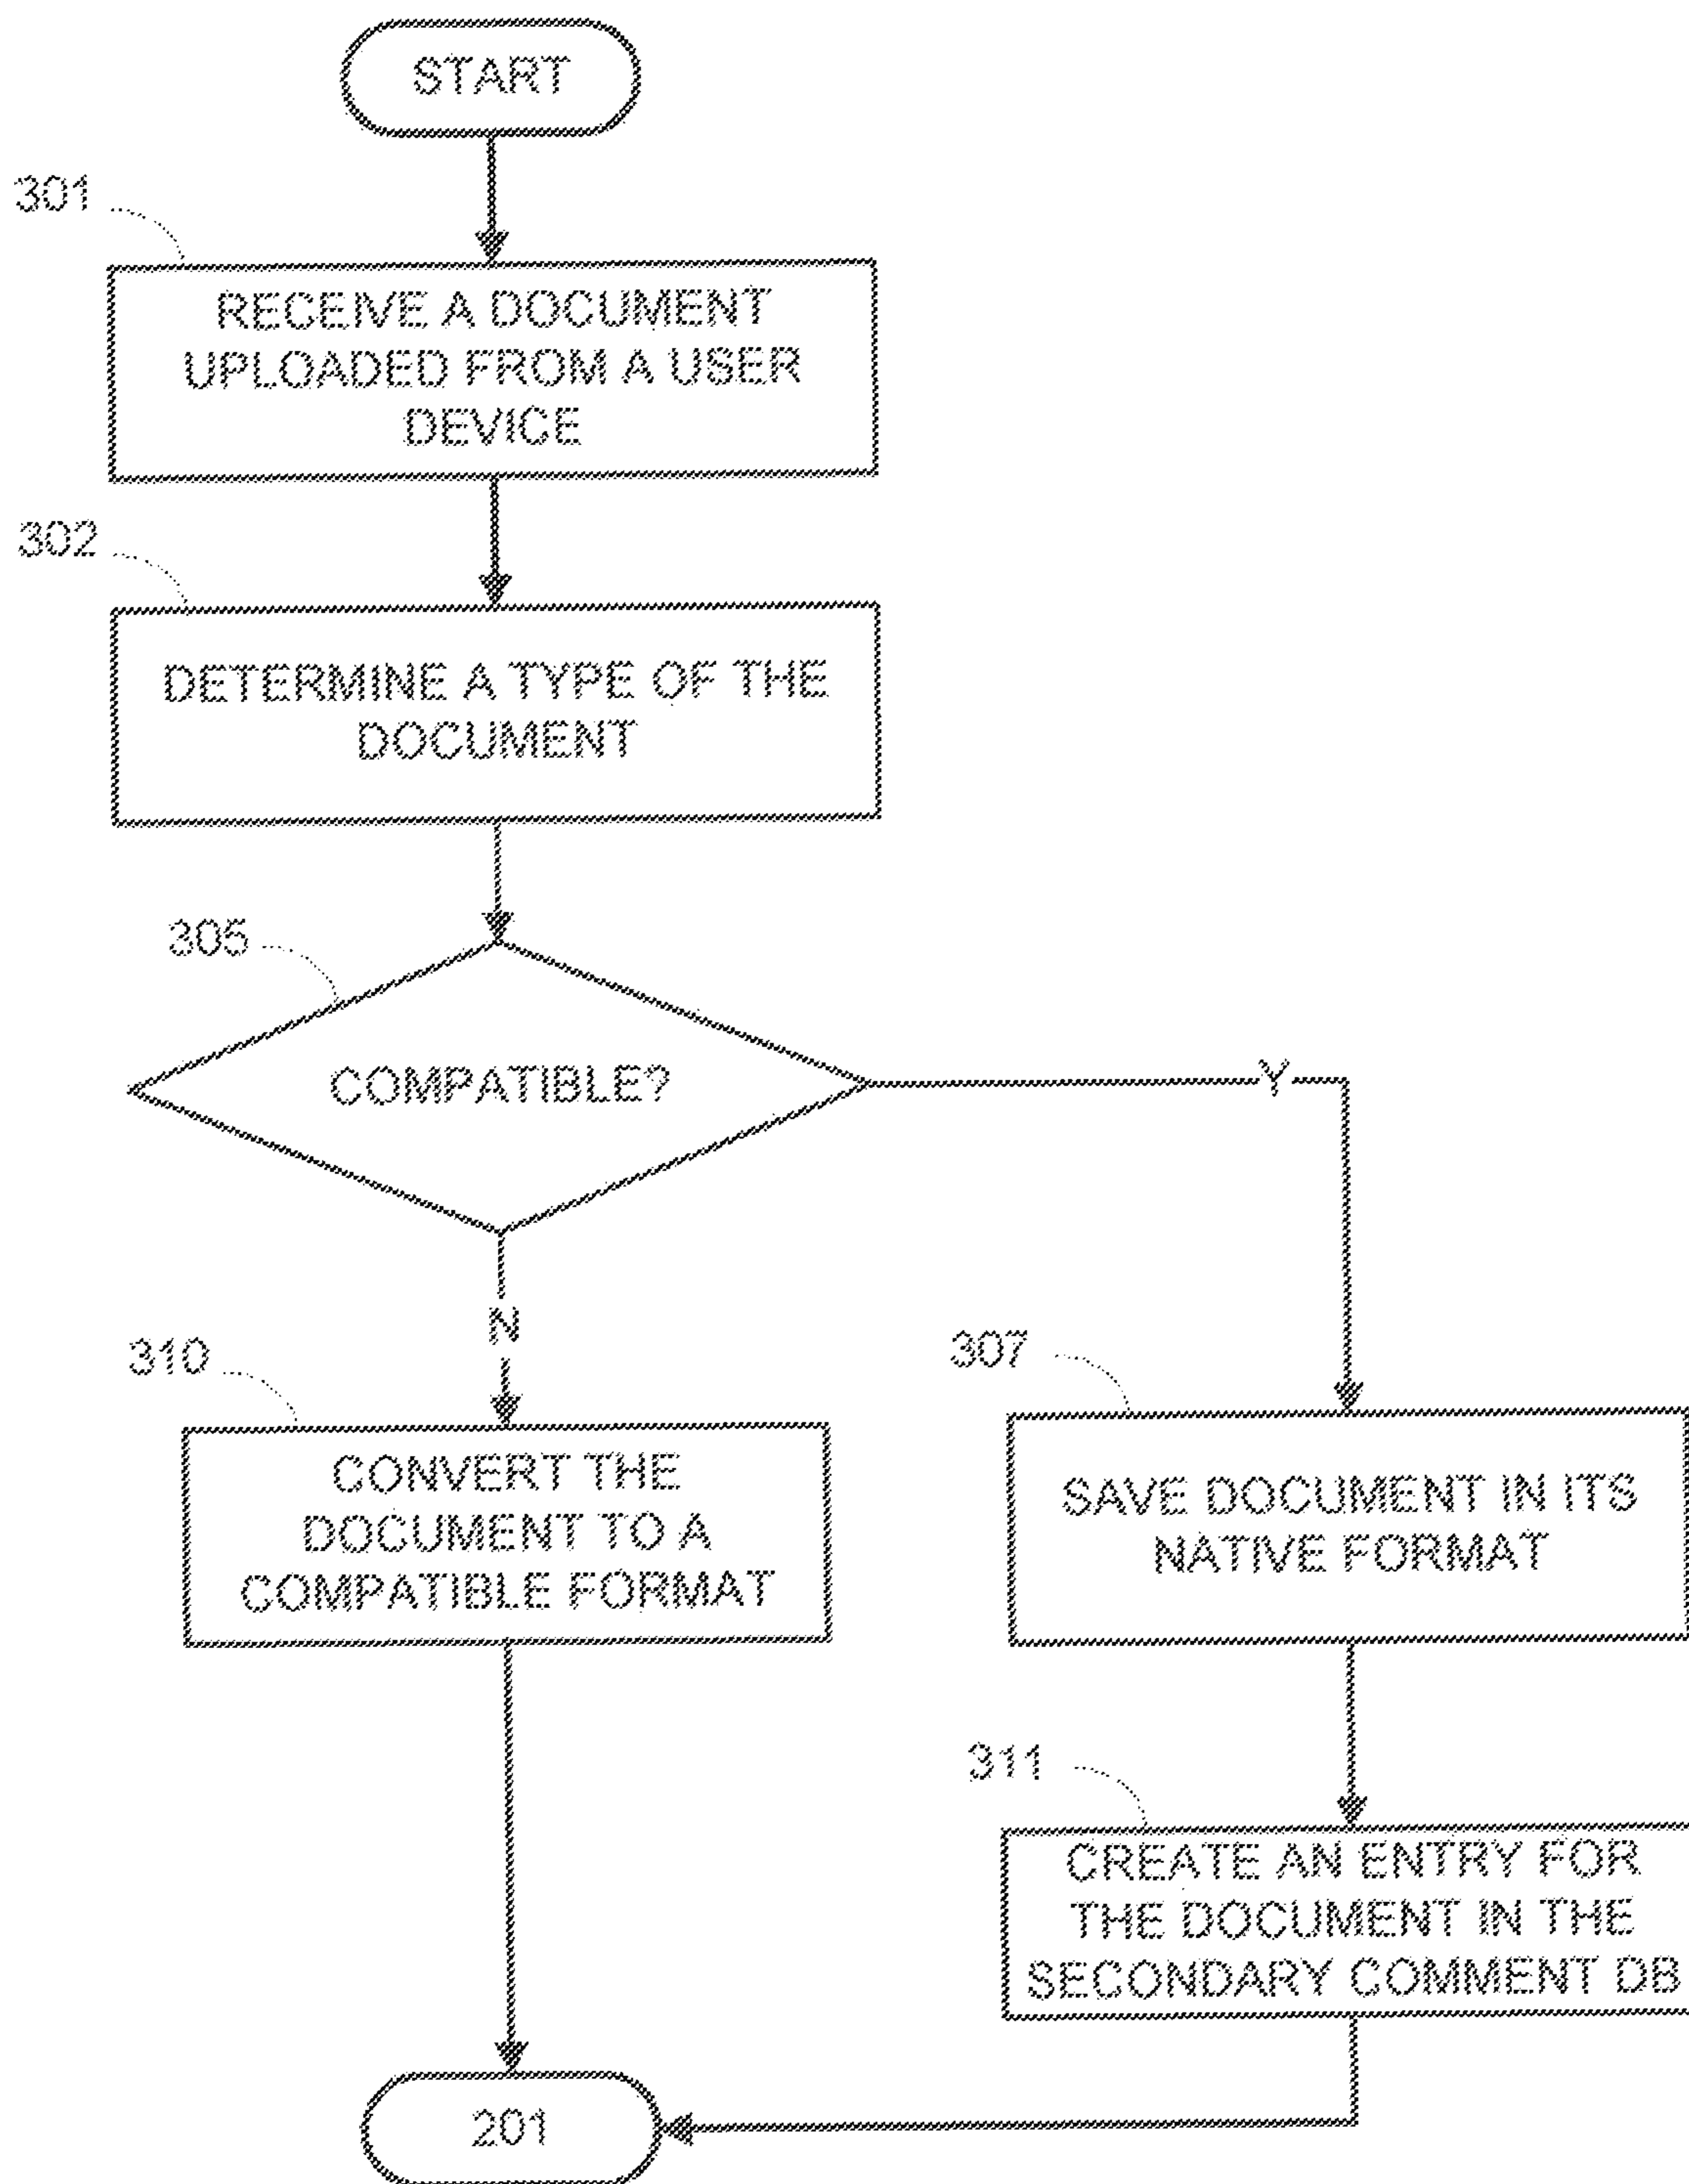 START
301
RECEIVE A DOCUMENT
UPLOADED FROM A USER
DEVICE
302
DETERMINE A TYPE OF THE
DOCUMENT
305
COMPATIBLE?
Y
N
310
CONVERT THE
DOCUMENT TO A
COMPATIBLE FORMAT
307
SAVE DOCUMENT IN ITS
NATIVE FORMAT
311
CREATE AN ENTRY FOR
THE DOCUMENT IN THE
SECONDARY COMMENT DB
201